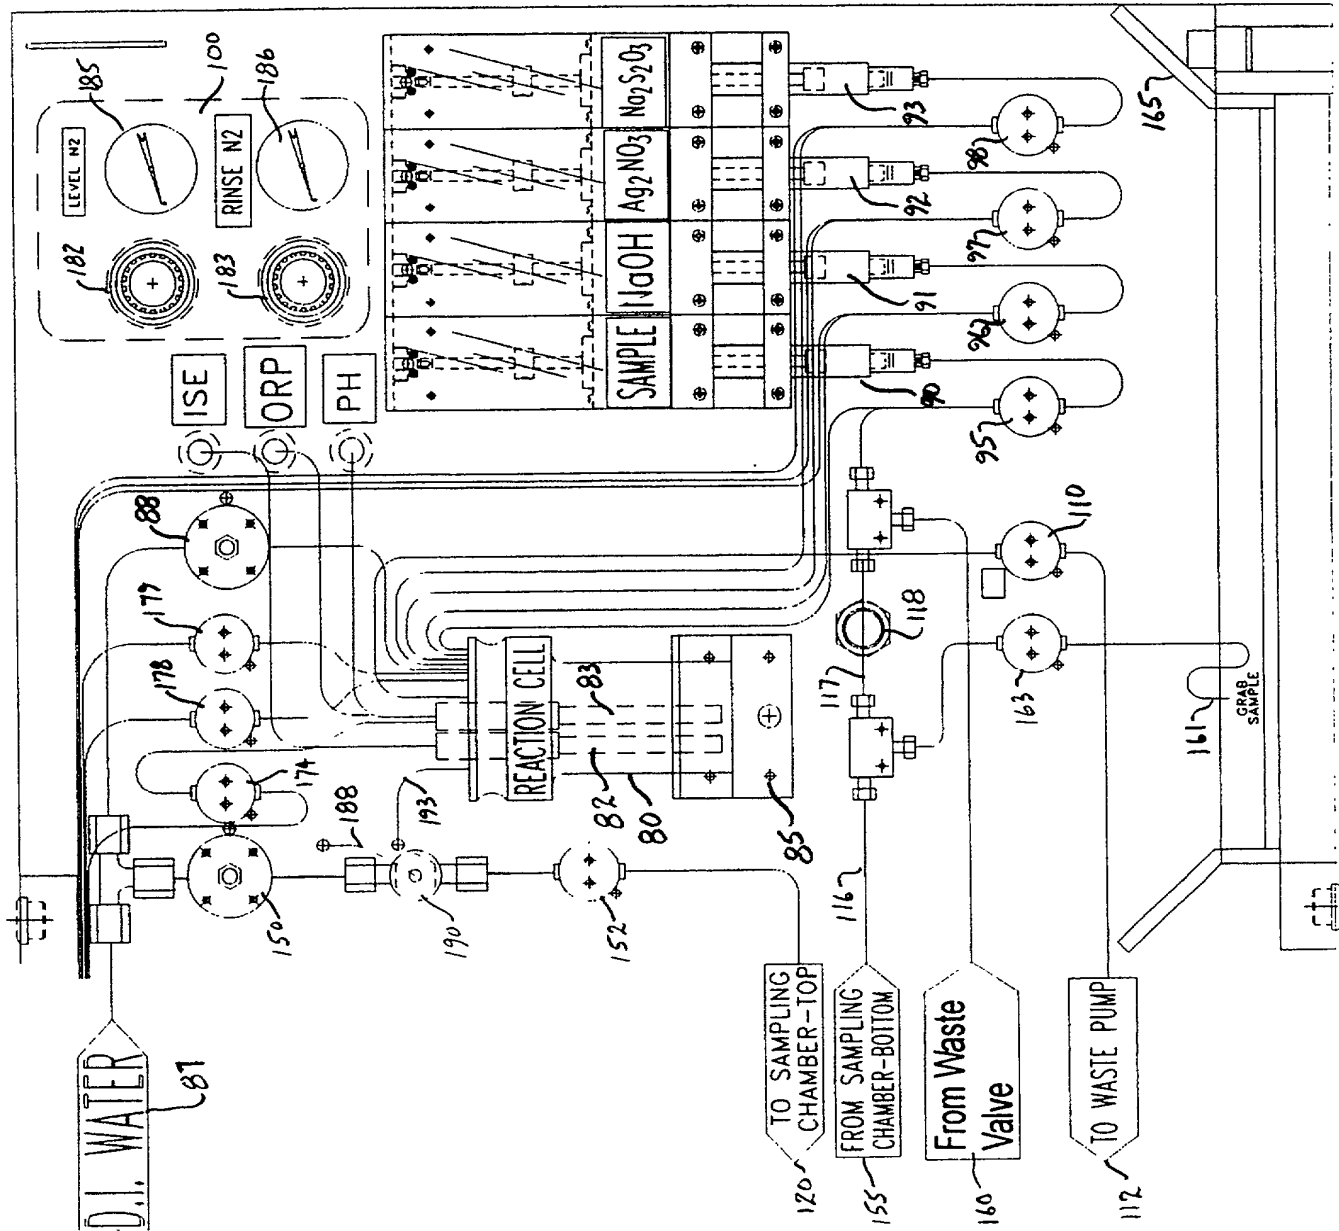 LEVEL N2
185
100
RINSE N2
186
182
183
ISE
ORP
PH
SAMPLE
NaOH
Ag2NO3
Na2S2O3
90
91
92
93
95
96
97
98
165
88
179
178
174
150
188
190
193
152
REACTION CELL
82
83
80
85
116
117
118
110
163
161
GRAB
SAMPLE
D.I. WATER
87
TO SAMPLING
CHAMBER-TOP
120
FROM SAMPLING
CHAMBER-BOTTOM
155
From Waste
Valve
160
TO WASTE PUMP
112